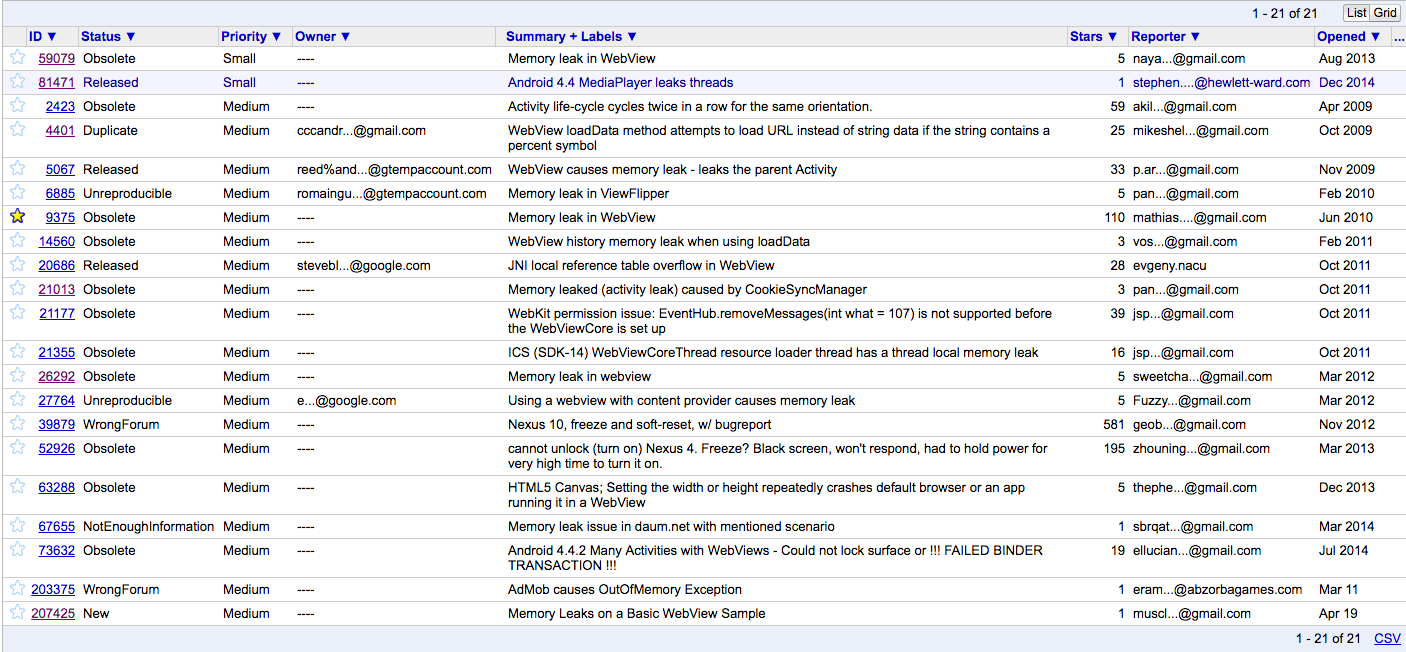 1 - 21 of 21 List Grid
ID ▼ Status ▼ Priority ▼ Owner ▼ Summary + Labels ▼ Stars ▼ Reporter ▼ Opened ▼ ...
59079 Obsolete Small ---- Memory leak in WebView 5 naya...@gmail.com Aug 2013
81471 Released Small ---- Android 4.4 MediaPlayer leaks threads 1 stephen....@hewlett-ward.com Dec 2014
2423 Obsolete Medium ---- Activity life-cycle cycles twice in a row for the same orientation. 59 akil...@gmail.com Apr 2009
4401 Duplicate Medium cccandr...@gmail.com WebView loadData method attempts to load URL instead of string data if the string contains a 25 mikeshel...@gmail.com Oct 2009
percent symbol
5067 Released Medium reed%and...@gtempaccount.com WebView causes memory leak - leaks the parent Activity 33 p.ar...@gmail.com Nov 2009
6885 Unreproducible Medium romaingu...@gtempaccount.com Memory leak in ViewFlipper 5 pan...@gmail.com Feb 2010
9375 Obsolete Medium ---- Memory leak in WebView 110 mathias....@gmail.com Jun 2010
14560 Obsolete Medium ---- WebView history memory leak when using loadData 3 vos...@gmail.com Feb 2011
20686 Released Medium stevebl...@google.com JNI local reference table overflow in WebView 28 evgeny.nacu Oct 2011
21013 Obsolete Medium ---- Memory leaked (activity leak) caused by CookieSyncManager 3 pan...@gmail.com Oct 2011
21177 Obsolete Medium ---- WebKit permission issue: EventHub.removeMessages(int what = 107) is not supported before 39 jsp...@gmail.com Oct 2011
the WebViewCore is set up
21355 Obsolete Medium ---- ICS (SDK-14) WebViewCoreThread resource loader thread has a thread local memory leak 16 jsp...@gmail.com Oct 2011
26292 Obsolete Medium ---- Memory leak in webview 5 sweetcha...@gmail.com Mar 2012
27764 Unreproducible Medium e...@google.com Using a webview with content provider causes memory leak 5 Fuzzy...@gmail.com Mar 2012
39879 WrongForum Medium ---- Nexus 10, freeze and soft-reset, w/ bugreport 581 geob...@gmail.com Nov 2012
52926 Obsolete Medium ---- cannot unlock (turn on) Nexus 4. Freeze? Black screen, won't respond, had to hold power for 195 zhouning...@gmail.com Mar 2013
very high time to turn it on.
63288 Obsolete Medium ---- HTML5 Canvas; Setting the width or height repeatedly crashes default browser or an app 5 thephe...@gmail.com Dec 2013
running it in a WebView
67655 NotEnoughInformation Medium ---- Memory leak issue in daum.net with mentioned scenario 1 sbrqat...@gmail.com Mar 2014
73632 Obsolete Medium ---- Android 4.4.2 Many Activities with WebViews - Could not lock surface or !!! FAILED BINDER 19 ellucian...@gmail.com Jul 2014
TRANSACTION !!!
203375 WrongForum Medium ---- AdMob causes OutOfMemory Exception 1 eram...@abzorbagames.com Mar 11
207425 New Medium ---- Memory Leaks on a Basic WebView Sample 1 muscl...@gmail.com Apr 19
1 - 21 of 21 CSV